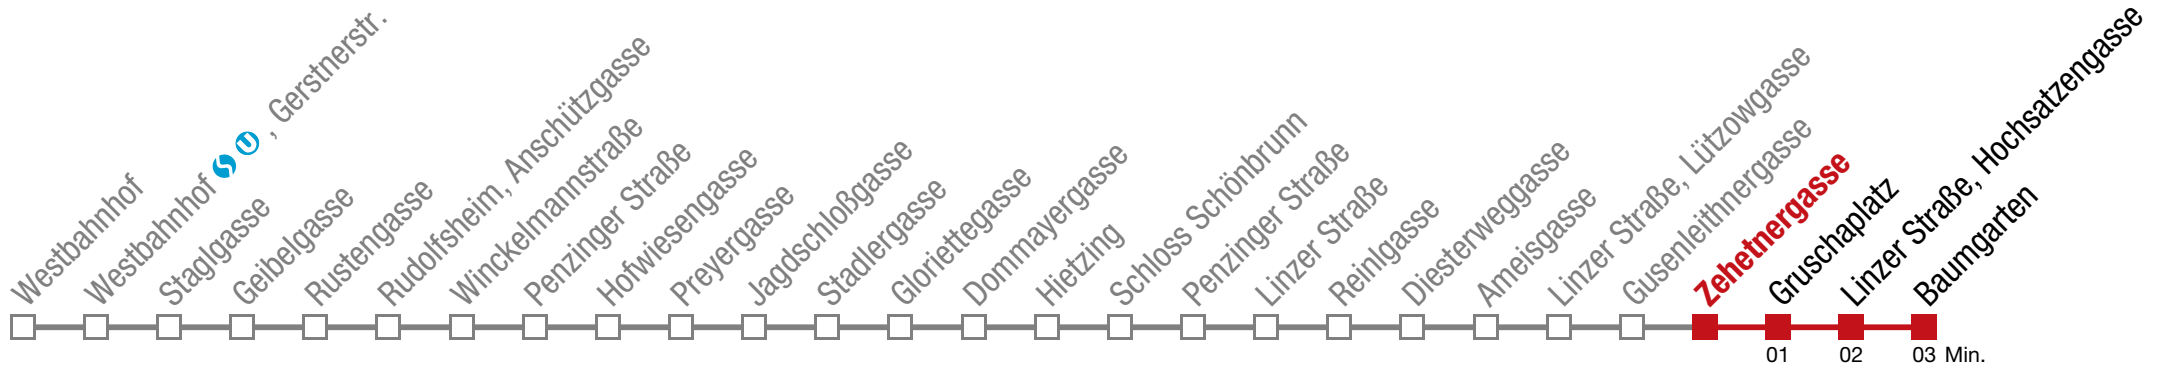 Westbahnhof
Westbahnhof S U , Gerstnerstr.
Staglgasse
Geibelgasse
Rustengasse
Rudolfsheim, Anschützgasse
Winckelmannstraße
Penzinger Straße
Hofwiesengasse
Preyergasse
Jagdschloßgasse
Stadlergasse
Gloriettegasse
Dommayergasse
Hietzing
Schloss Schönbrunn
Penzinger Straße
Linzer Straße
Reinlgasse
Diesterweggasse
Ameisgasse
Linzer Straße, Lützowgasse
Gusenleithnergasse
Zehetnergasse
Gruschaplatz
Linzer Straße, Hochsatzengasse
Baumgarten
01 02 03 Min.